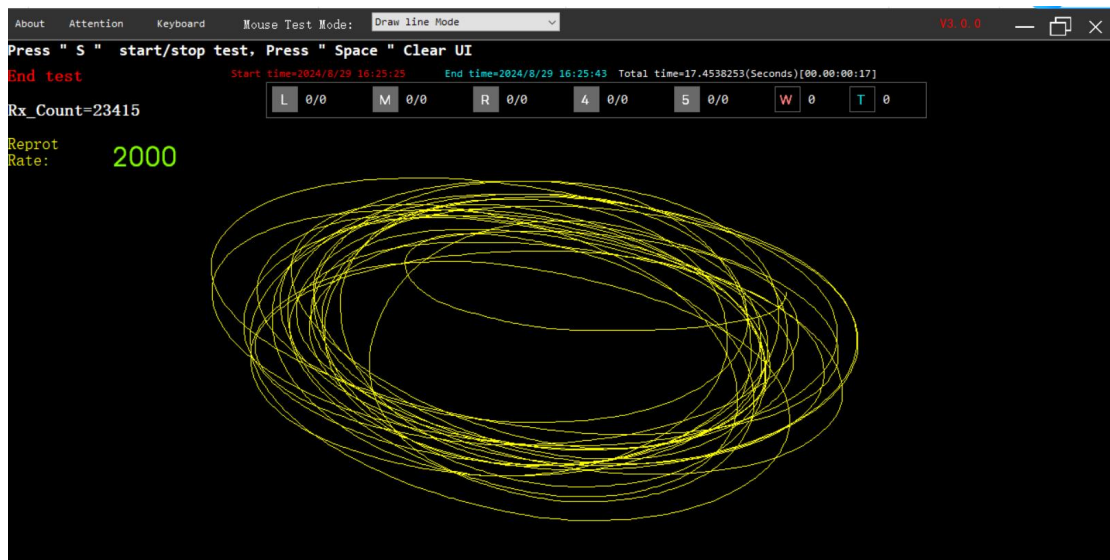 About Attention Keyboard Mouse Test Mode: Draw line Mode V3.0.0
Press " S " start/stop test, Press " Space " Clear UI
End test Start time=2024/8/29 16:25:25 End time=2024/8/29 16:25:43 Total time=17.4538253(Seconds)[00.00:00:17]
L 0/0 M 0/0 R 0/0 4 0/0 5 0/0 W 0 T 0
Rx_Count=23415
Reprot
Rate: 2000